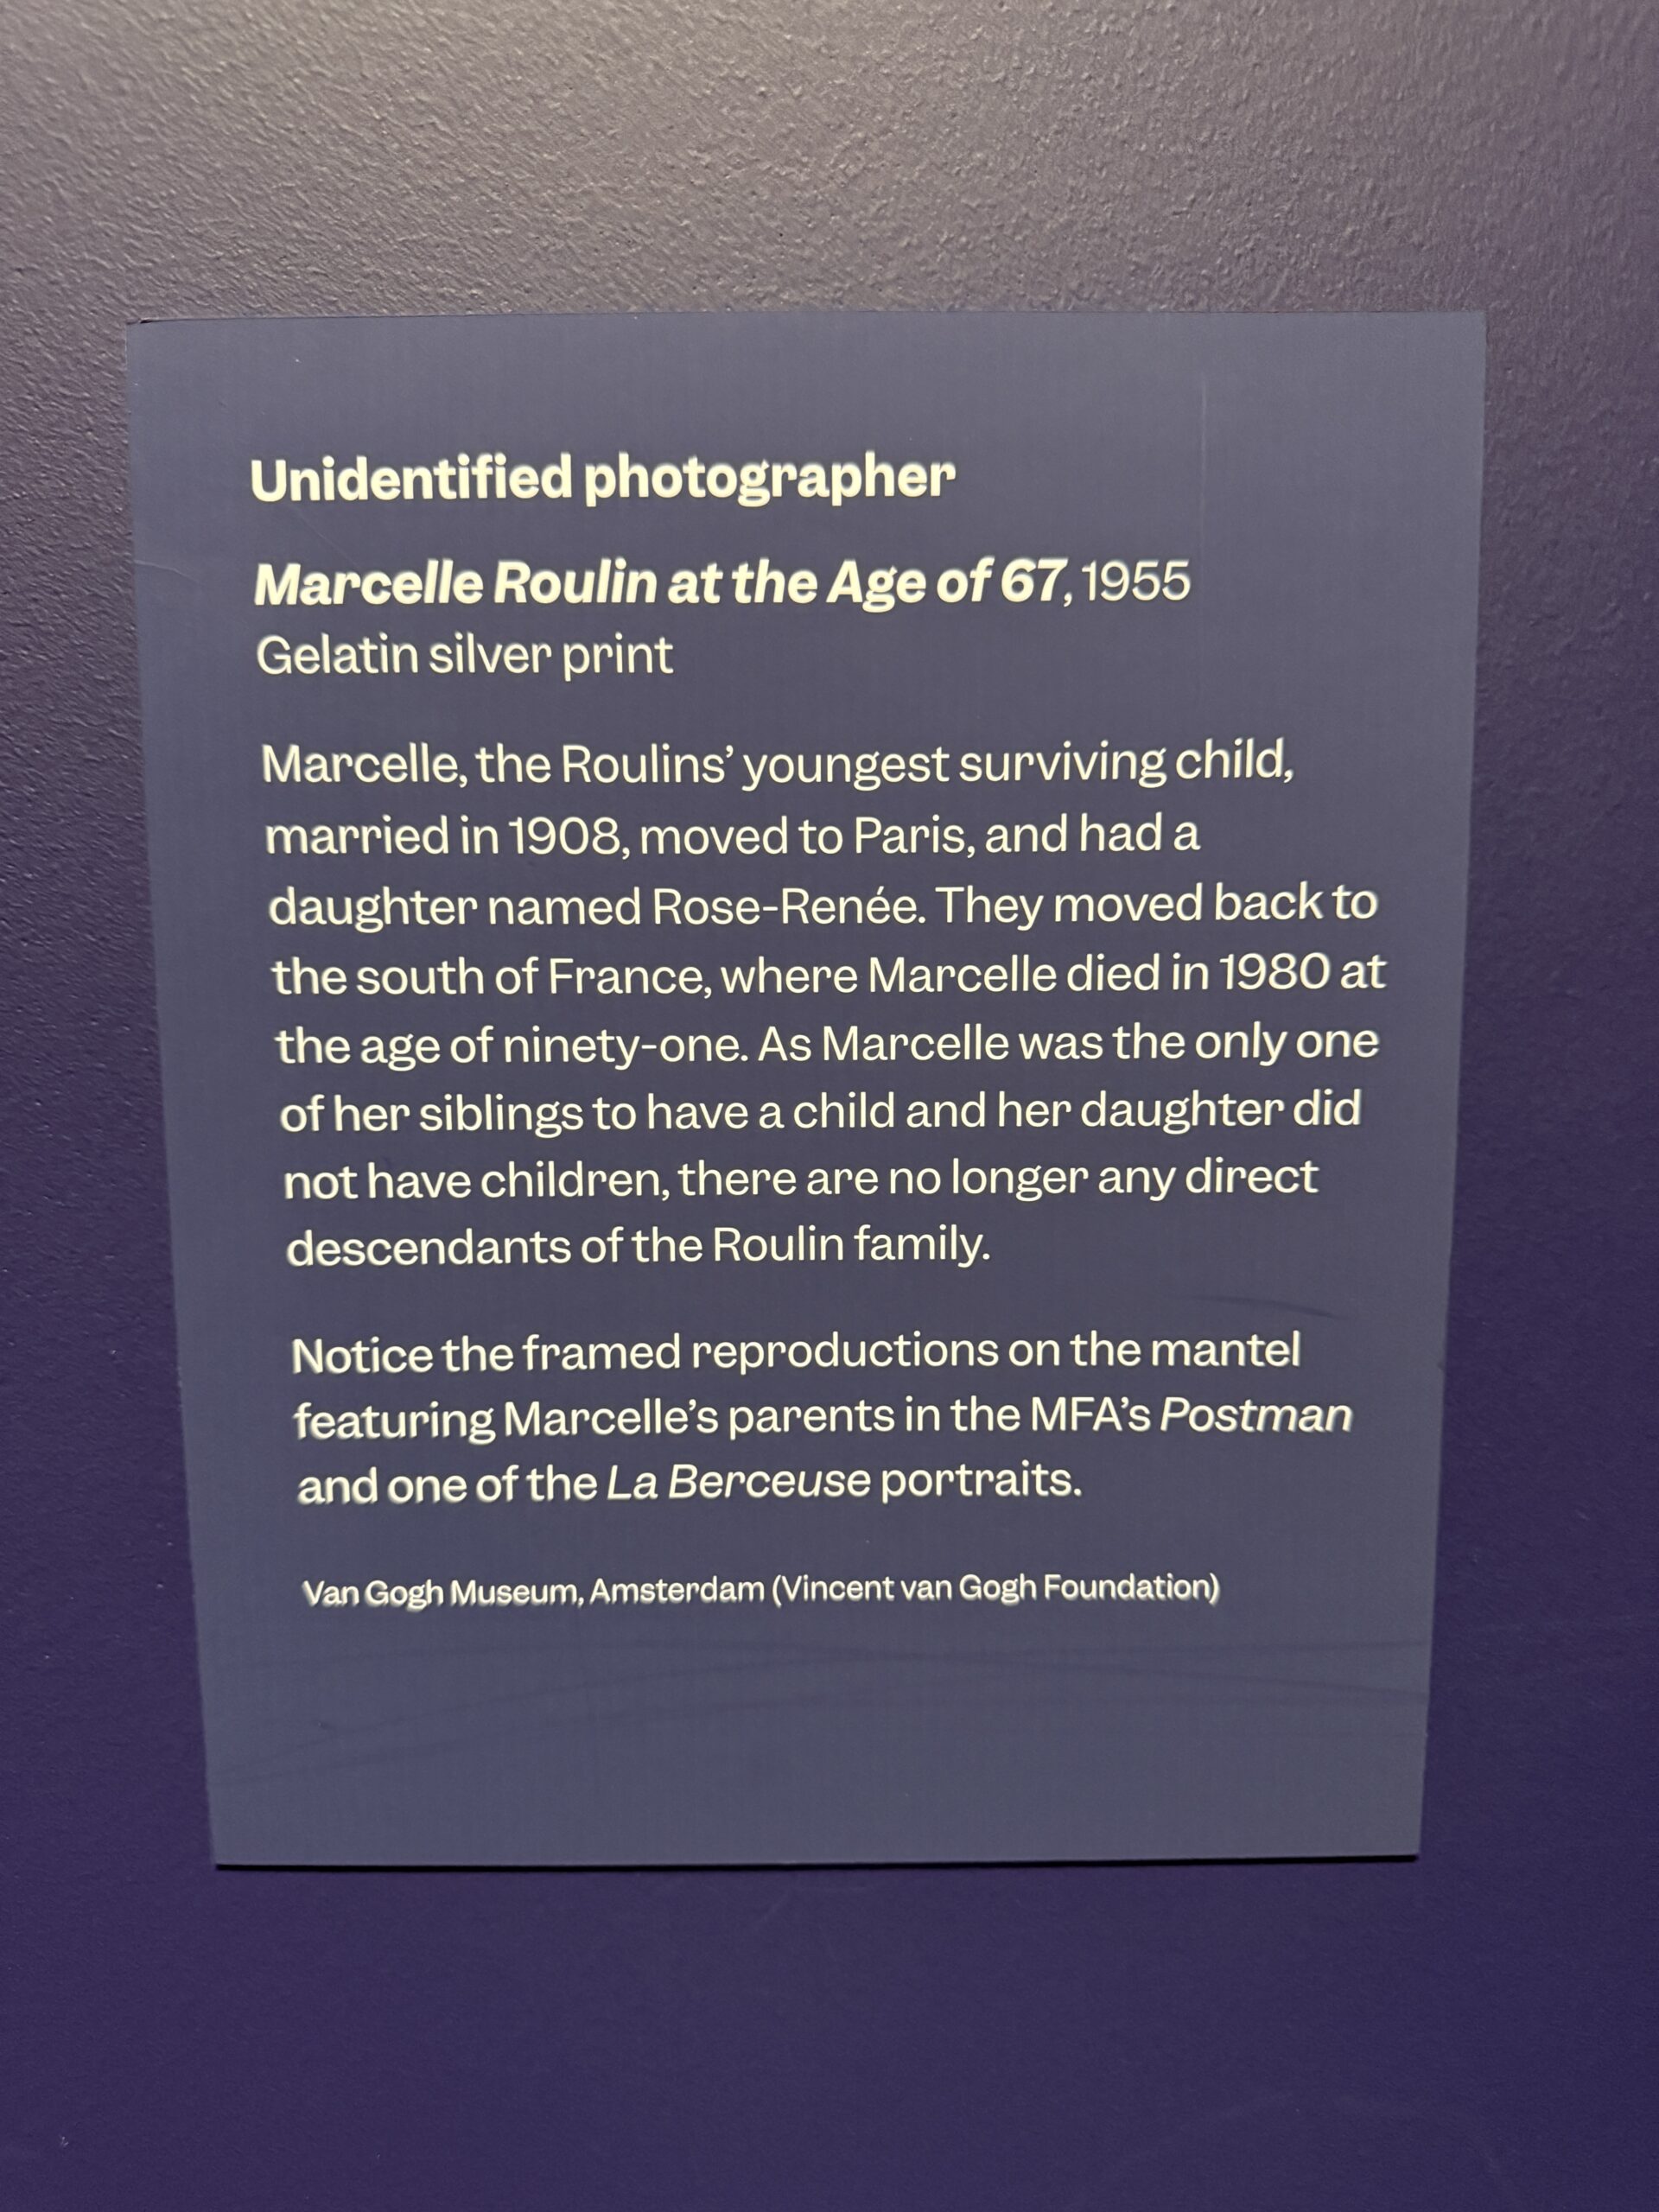 Unidentified photographer
Marcelle Roulin at the Age of 67, 1955
Gelatin silver print
Marcelle, the Roulins’ youngest surviving child,
married in 1908, moved to Paris, and had a
daughter named Rose-Renée. They moved back to
the south of France, where Marcelle died in 1980 at
the age of ninety-one. As Marcelle was the only one
of her siblings to have a child and her daughter did
not have children, there are no longer any direct
descendants of the Roulin family.
Notice the framed reproductions on the mantel
featuring Marcelle’s parents in the MFA’s Postman
and one of the La Berceuse portraits.
Van Gogh Museum, Amsterdam (Vincent van Gogh Foundation)